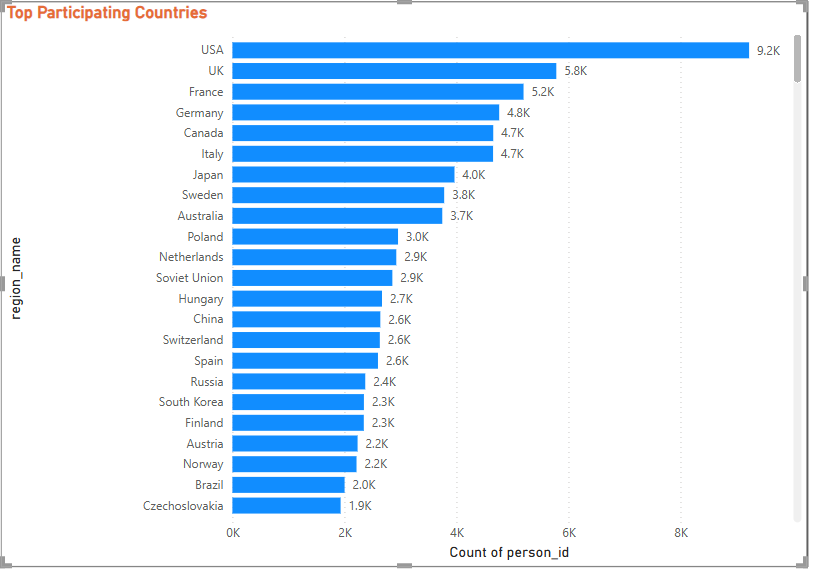 Top Participating Countries
USA 9.2K
UK 5.8K
France 5.2K
Germany 4.8K
Canada 4.7K
Italy 4.7K
Japan 4.0K
Sweden 3.8K
Australia 3.7K
Poland 3.0K
Netherlands 2.9K
Soviet Union 2.9K
Hungary 2.7K
China 2.6K
Switzerland 2.6K
Spain 2.6K
Russia 2.4K
South Korea 2.3K
Finland 2.3K
Austria 2.2K
Norway 2.2K
Brazil 2.0K
Czechoslovakia 1.9K
region_name
0K 2K 4K 6K 8K
Count of person_id